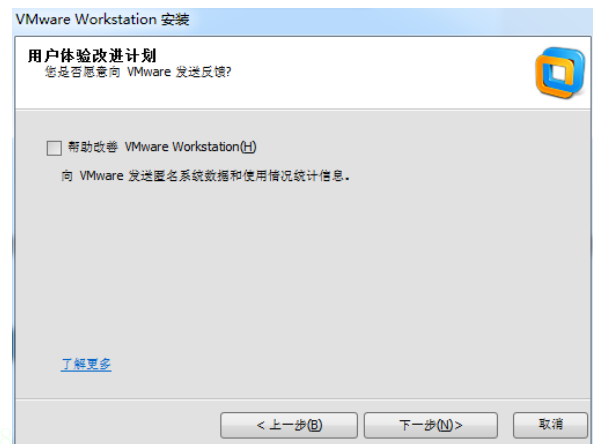 VMware Workstation 安装
用户体验改进计划
您是否愿意向 VMware 发送反馈?
帮助改善 VMware Workstation(H)
向 VMware 发送匿名系统数据和使用情况统计信息。
了解更多
< 上一步(B)
下一步(N)>
取消